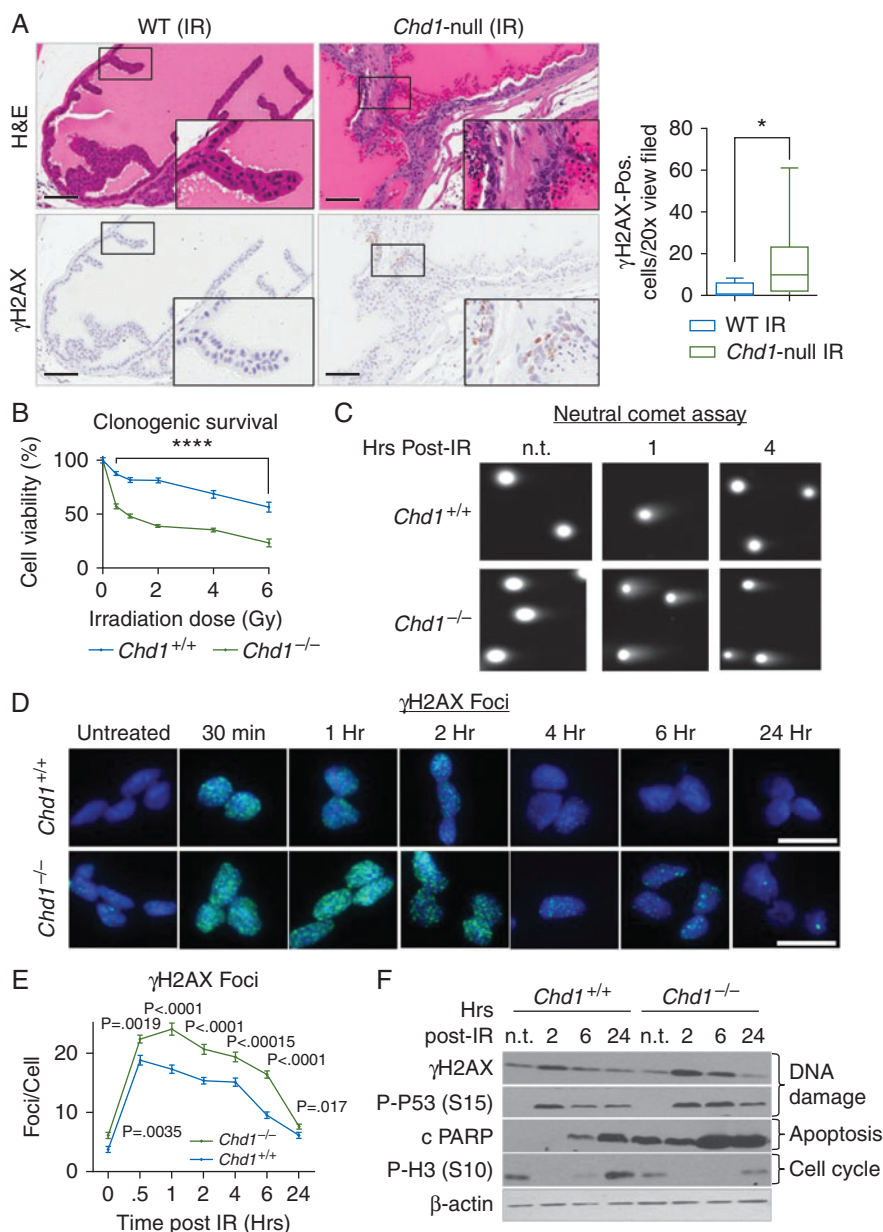 A
WT (IR)
Chd1-null (IR)
H&E
γH2AX
γH2AX-Pos.
cells/20x view filed
80
60
40
20
0
*
WT IR
Chd1-null IR
B
Clonogenic survival
****
Cell viability (%)
100
50
0
0 2 4 6
Irradiation dose (Gy)
Chd1+/+ Chd1−/−
C
Neutral comet assay
Hrs Post-IR n.t. 1 4
Chd1+/+
Chd1−/−
D
γH2AX Foci
Untreated 30 min 1 Hr 2 Hr 4 Hr 6 Hr 24 Hr
Chd1+/+
Chd1−/−
E
γH2AX Foci
P<.0001
P=.0019
<.0001
<.00015
<.0001
P=.017
P=.0035
Foci/Cell
20
10
0
Chd1−/−
Chd1+/+
0 .5 1 2 4 6 24
Time post IR (Hrs)
F
Chd1+/+ Chd1−/−
Hrs
post-IR n.t. 2 6 24 n.t. 2 6 24
γH2AX
P-P53 (S15)
DNA
damage
c PARP
Apoptosis
P-H3 (S10)
Cell cycle
β-actin